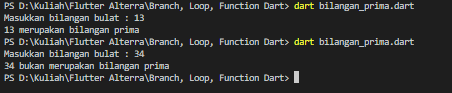 PS D:\Kuliah\Flutter Alterra\Branch, Loop, Function Dart> dart bilangan_prima.dart
Masukkan bilangan bulat : 13
13 merupakan bilangan prima
PS D:\Kuliah\Flutter Alterra\Branch, Loop, Function Dart> dart bilangan_prima.dart
Masukkan bilangan bulat : 34
34 bukan merupakan bilangan prima
PS D:\Kuliah\Flutter Alterra\Branch, Loop, Function Dart>